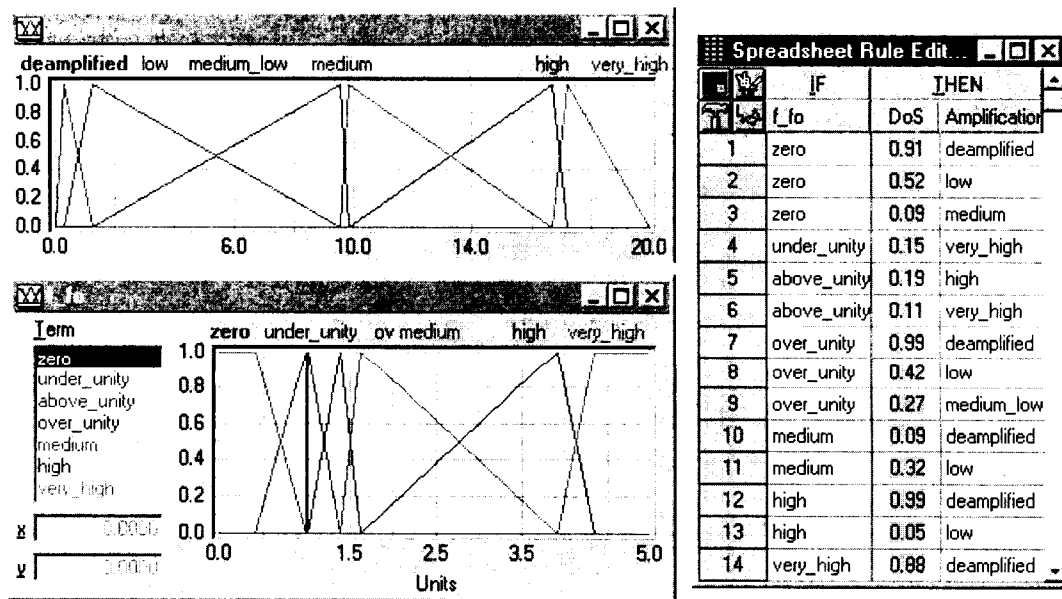 deamplified low medium_low medium high very_high
1.0
0.8
0.6
0.4
0.2
0.0
0.0 6.0 10.0 14.0 20.0
Term
zero
under_unity
above_unity
over_unity
medium
high
very_high
x 0.0000
y
zero under_unity ov medium high very_high
1.0
0.8
0.6
0.4
0.2
0.0
0.0 1.5 2.5 3.5 5.0
Units
Spreadsheet Rule Edit...
IF THEN
f_fo DoS Amplification
1 zero 0.91 deamplified
2 zero 0.52 low
3 zero 0.09 medium
4 under_unity 0.15 very_high
5 above_unity 0.19 high
6 above_unity 0.11 very_high
7 over_unity 0.99 deamplified
8 over_unity 0.42 low
9 over_unity 0.27 medium_low
10 medium 0.09 deamplified
11 medium 0.32 low
12 high 0.99 deamplified
13 high 0.05 low
14 very_high 0.88 deamplified